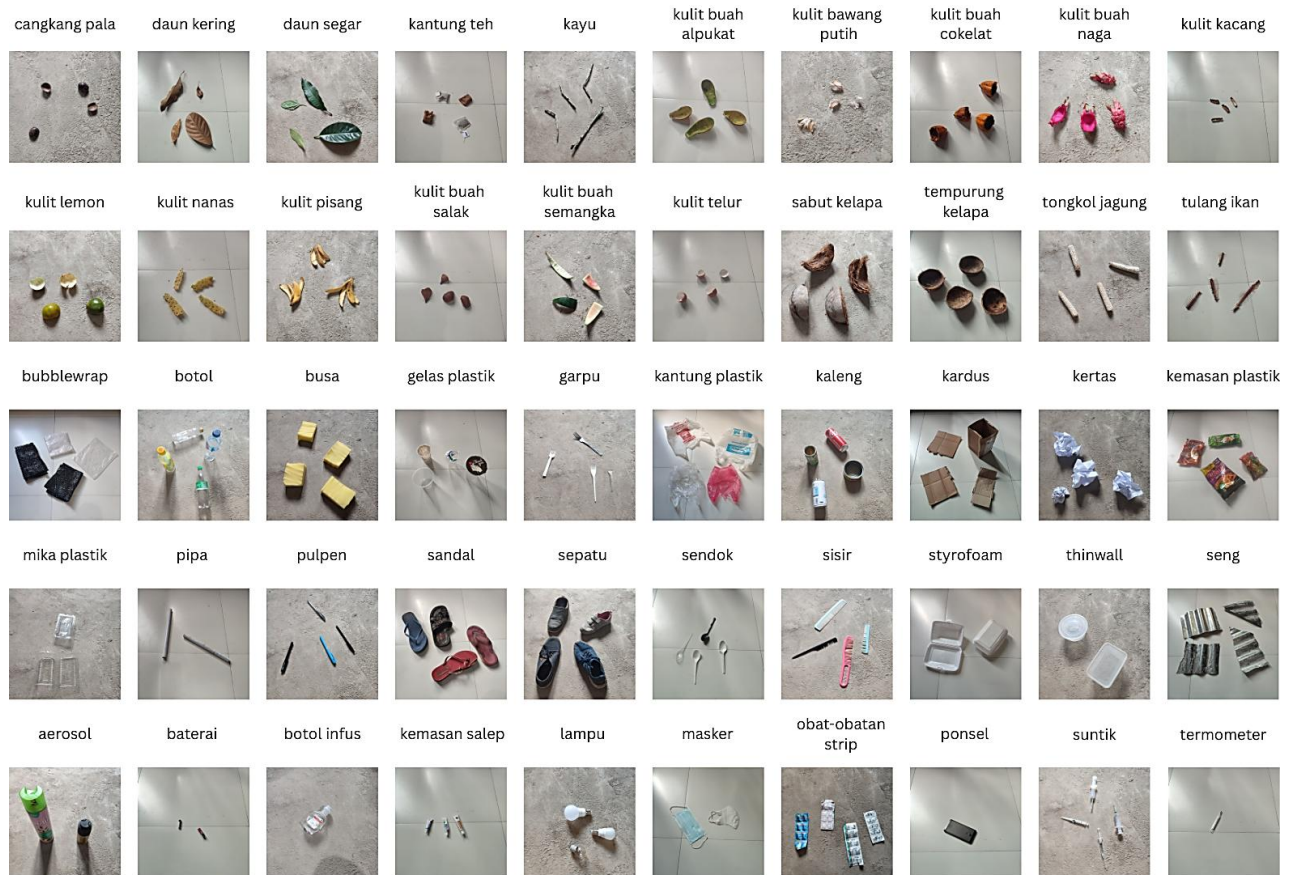 cangkang pala
daun kering
daun segar
kantung teh
kayu
kulit buah
alpukat
kulit bawang
putih
kulit buah
cokelat
kulit buah
naga
kulit kacang
kulit lemon
kulit nanas
kulit pisang
kulit buah
salak
kulit buah
semangka
kulit telur
sabut kelapa
tempurung
kelapa
tongkol jagung
tulang ikan
bubblewrap
botol
busa
gelas plastik
garpu
kantung plastik
kaleng
kardus
kertas
kemasan plastik
mika plastik
pipa
pulpen
sandal
sepatu
sendok
sisir
styrofoam
thinwall
seng
aerosol
baterai
botol infus
kemasan salep
lampu
masker
obat-obatan
strip
ponsel
suntik
termometer